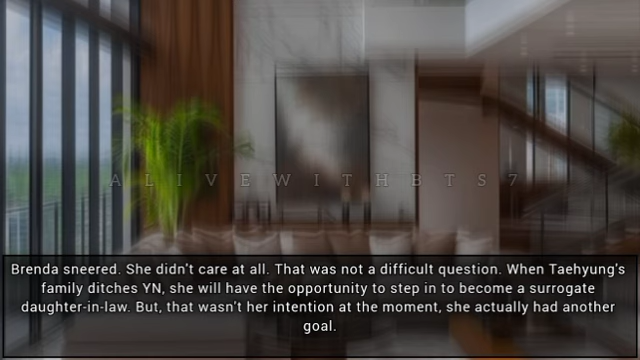 A L I V E W I T H B T S 7
Brenda sneered. She didn't care at all. That was not a difficult question. When Taehyung's
family ditches YN, she will have the opportunity to step in to become a surrogate
daughter-in-law. But, that wasn't her intention at the moment, she actually had another
goal.